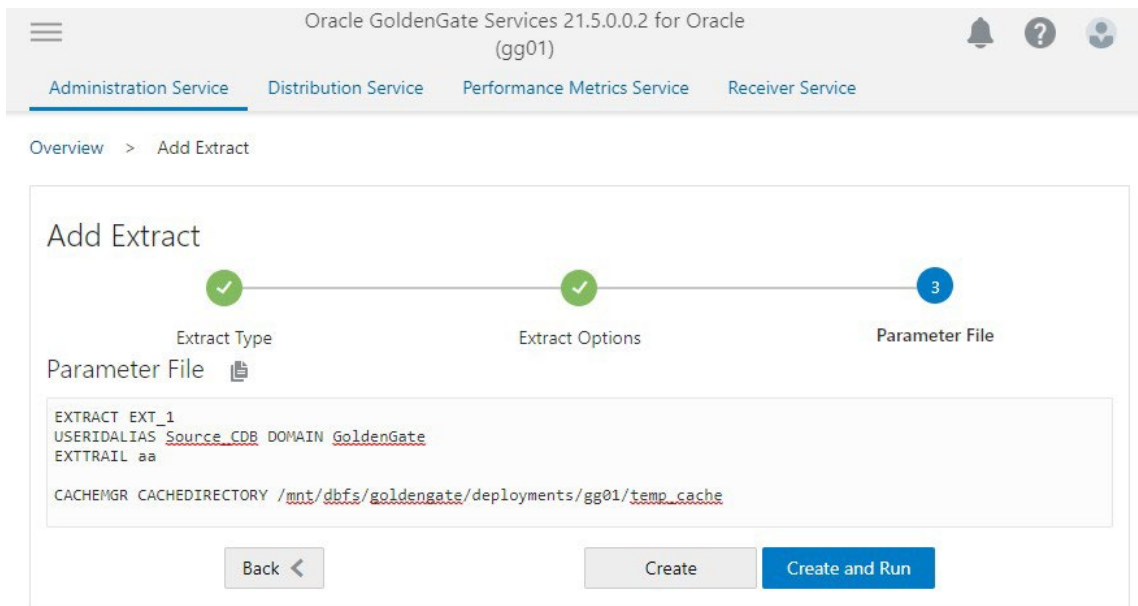 Oracle GoldenGate Services 21.5.0.0.2 for Oracle
(gg01)
Administration Service Distribution Service Performance Metrics Service Receiver Service
Overview > Add Extract
Add Extract
3
Extract Type Extract Options Parameter File
Parameter File
EXTRACT EXT_1
USERIDALIAS Source_CDB DOMAIN GoldenGate
EXTTRAIL aa
CACHEMGR CACHEDIRECTORY /mnt/dbfs/goldengate/deployments/gg01/temp_cache
Back Create Create and Run